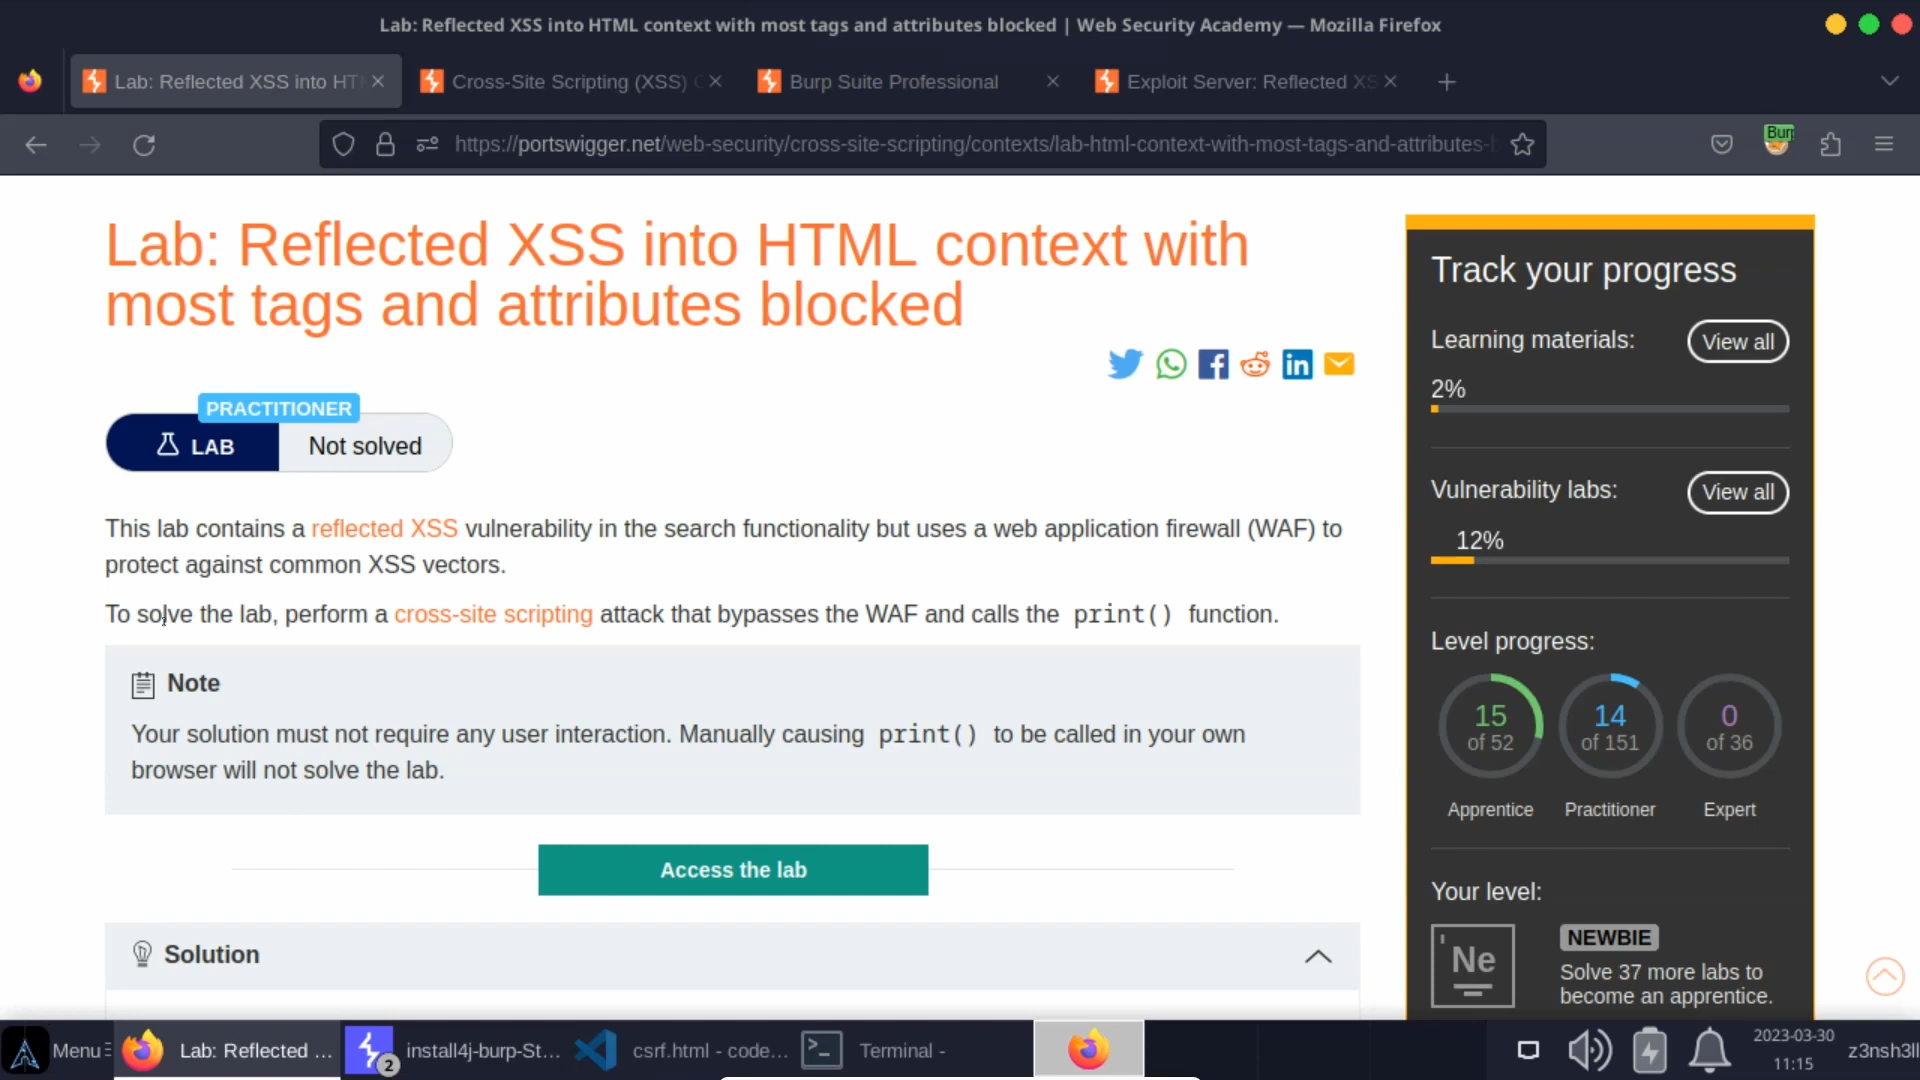 Lab: Reflected XSS into HTML context with most tags and attributes blocked | Web Security Academy — Mozilla Firefox
Lab: Reflected XSS into HT
Cross-Site Scripting (XSS)
Burp Suite Professional
Exploit Server: Reflected XS
https://portswigger.net/web-security/cross-site-scripting/contexts/lab-html-context-with-most-tags-and-attributes-
Burp
Lab: Reflected XSS into HTML context with
most tags and attributes blocked
PRACTITIONER
LAB
Not solved
This lab contains a reflected XSS vulnerability in the search functionality but uses a web application firewall (WAF) to
protect against common XSS vectors.
To solve the lab, perform a cross-site scripting attack that bypasses the WAF and calls the print() function.
Note
Your solution must not require any user interaction. Manually causing print() to be called in your own
browser will not solve the lab.
Access the lab
Solution
Track your progress
Learning materials:
View all
2%
Vulnerability labs:
View all
12%
Level progress:
15
of 52
14
of 151
0
of 36
Apprentice
Practitioner
Expert
Your level:
Ne
NEWBIE
Solve 37 more labs to
become an apprentice.
Menu
Lab: Reflected ...
2
install4j-burp-St...
csrf.html - code...
Terminal -
2023-03-30
11:15
z3nsh3ll